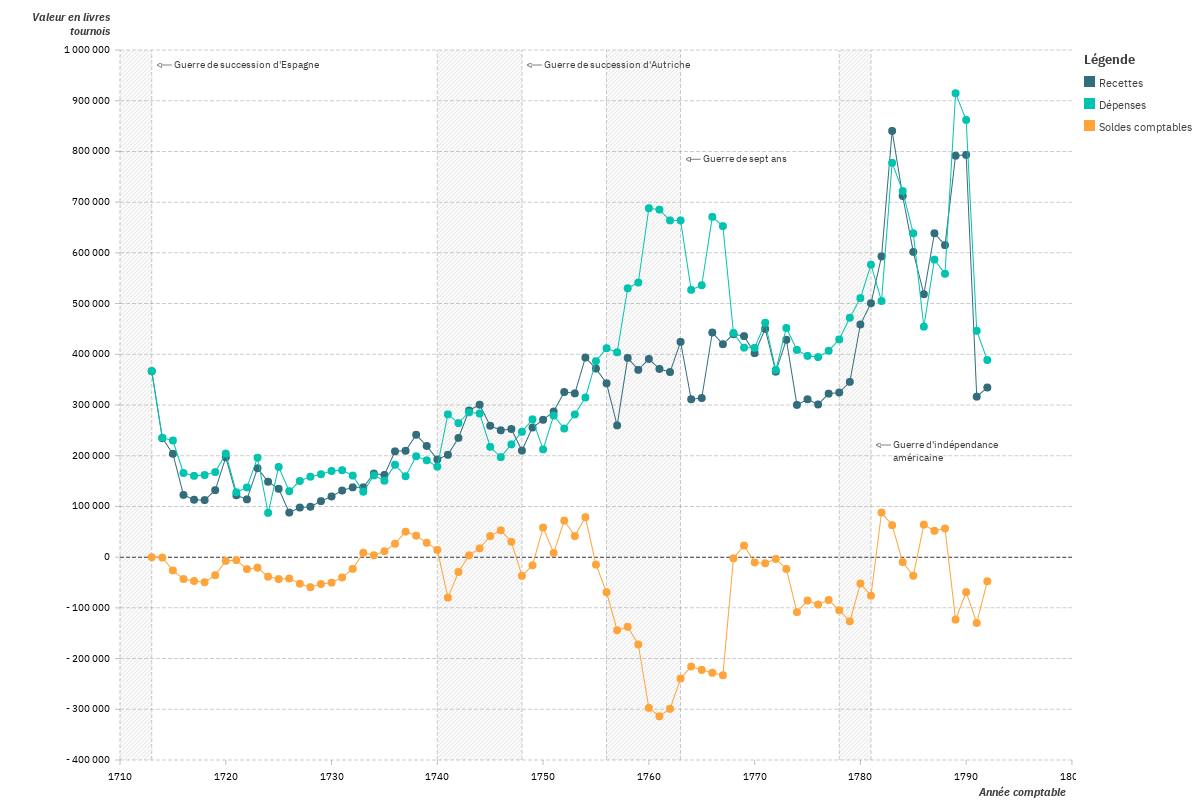 Valeur en livres
tournois
1 000 000
900 000
800 000
700 000
600 000
500 000
400 000
300 000
200 000
100 000
0
- 100 000
- 200 000
- 300 000
- 400 000
Guerre de succession d'Espagne
Guerre de succession d'Autriche
Guerre de sept ans
Guerre d'indépendance
américaine
1710
1720
1730
1740
1750
1760
1770
1780
1790
180
Année comptable
Légende
Recettes
Dépenses
Soldes comptables